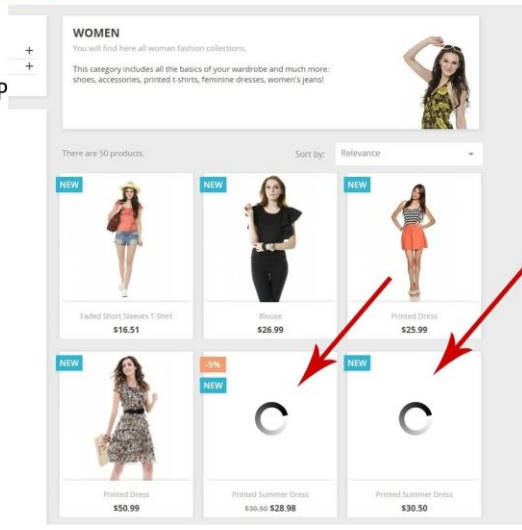 WOMEN
You will find here all woman fashion collections.
This category includes all the basics of your wardrobe and much more:
shoes, accessories, printed t-shirts, feminine dresses, women's jeans!
+
+
p
There are 50 products.
Sort by: Relevance
NEW NEW NEW
Faded Short Sleeves T-Shirt Blouse Printed Dress
$16.51 $26.99 $25.99
NEW -5% NEW
NEW
Printed Dress Printed Summer Dress Printed Summer Dress
$50.99 $30.50 $28.98 $30.50